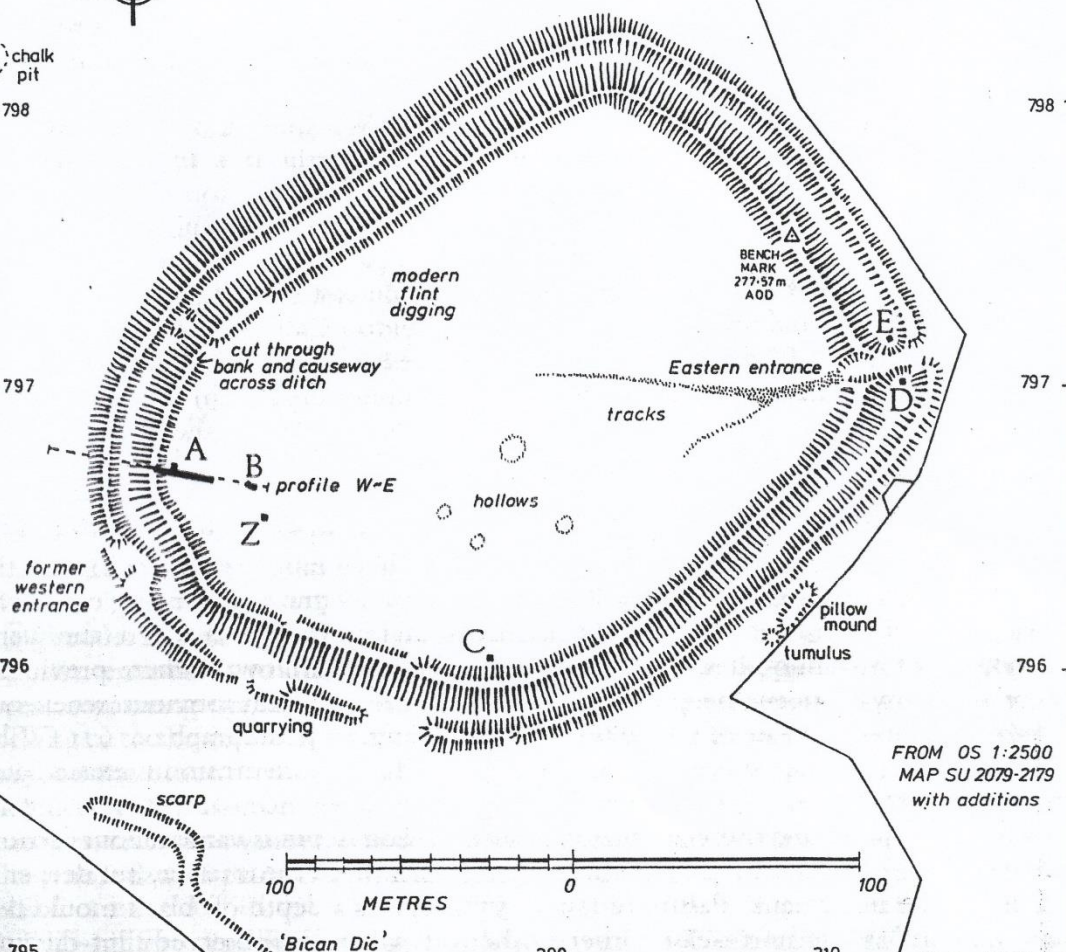 chalk
pit
798
798
modern
flint
digging
BENCH
MARK
277·57m
AOD
E
cut through
bank and causeway
across ditch
Eastern entrance
797
797
D
tracks
A
B
profile W-E
hollows
Z
former
western
entrance
pillow
mound
C
tumulus
796
796
quarrying
FROM OS 1:2500
MAP SU 2079-2179
with additions
scarp
100
0
100
METRES
'Bican Dic'
795